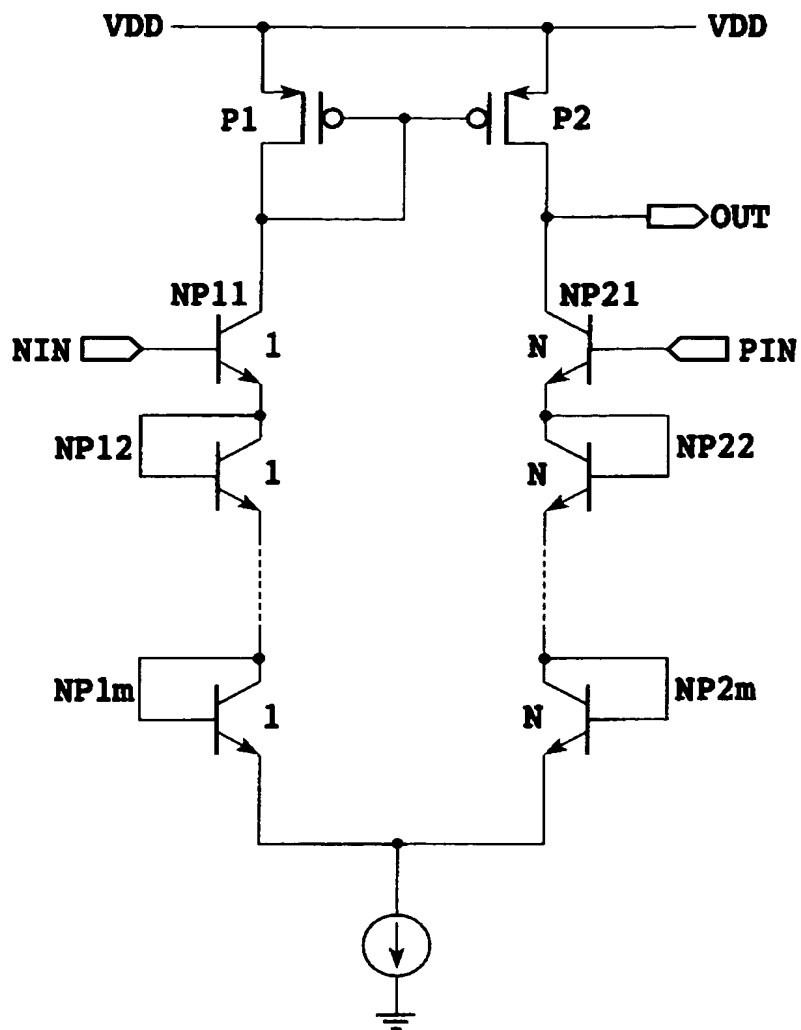 VDD VDD
P1 P2
OUT
NP11 NP21
NIN 1 N PIN
NP12 1 N NP22
NP1m 1 N NP2m